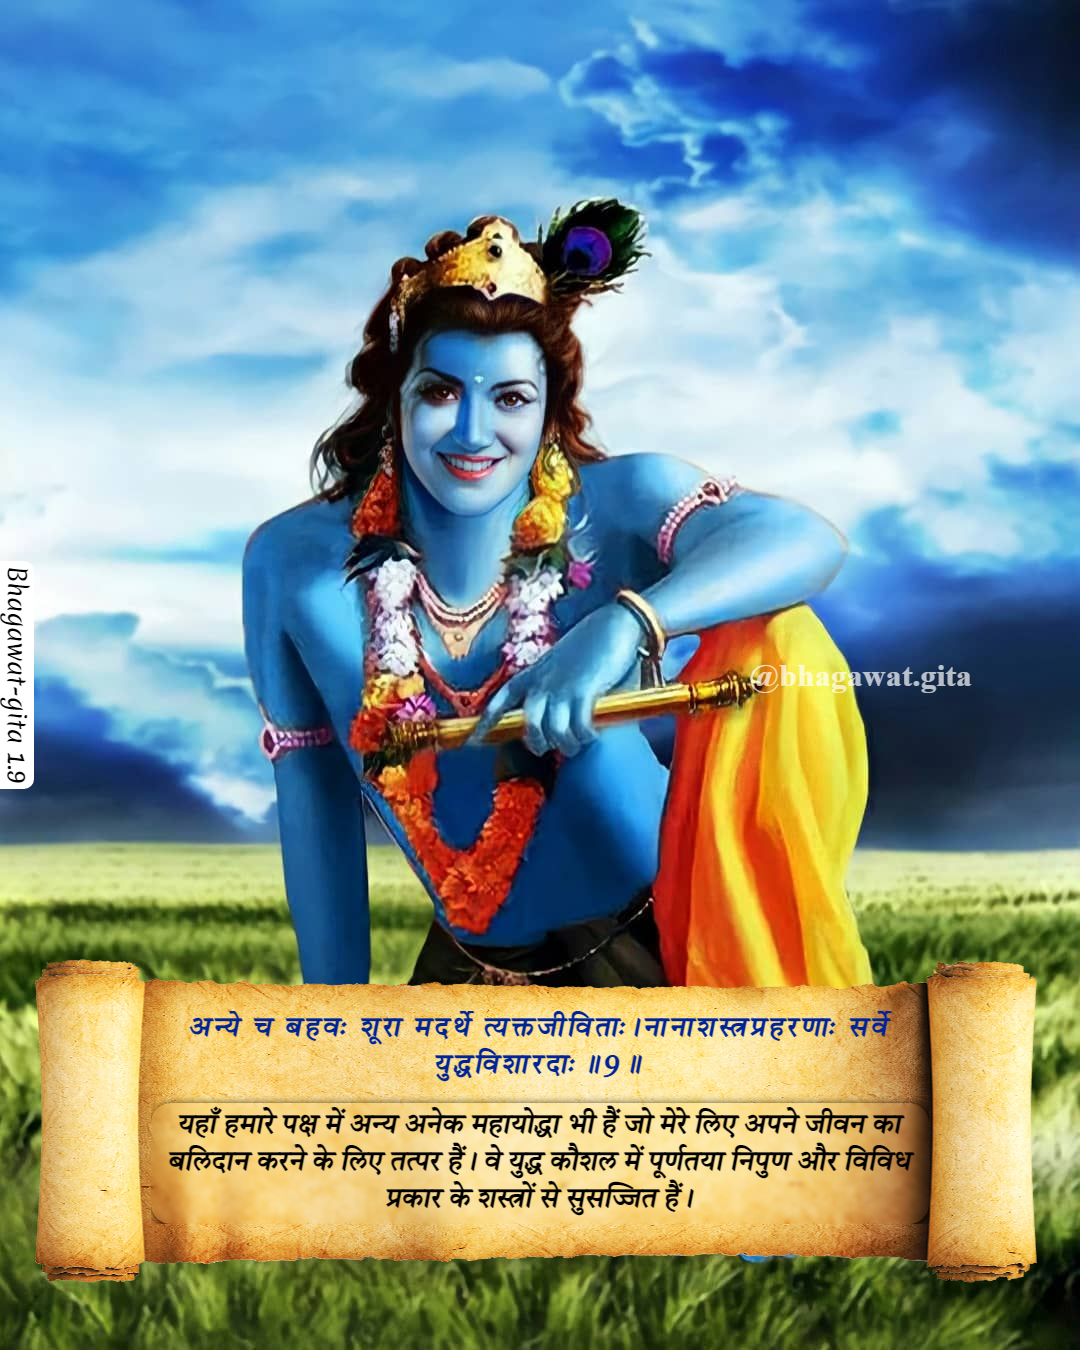 Bhagawat-gita 1.9
@bhagawat.gita
अन्ये च बहवः शूरा मदर्थे त्यक्तजीविताः।नानाशस्त्रप्रहरणाः सर्वे
युद्धविशारदाः ॥9॥
यहाँ हमारे पक्ष में अन्य अनेक महायोद्धा भी हैं जो मेरे लिए अपने जीवन का
बलिदान करने के लिए तत्पर हैं। वे युद्ध कौशल में पूर्णतया निपुण और विविध
प्रकार के शस्त्रों से सुसज्जित हैं।